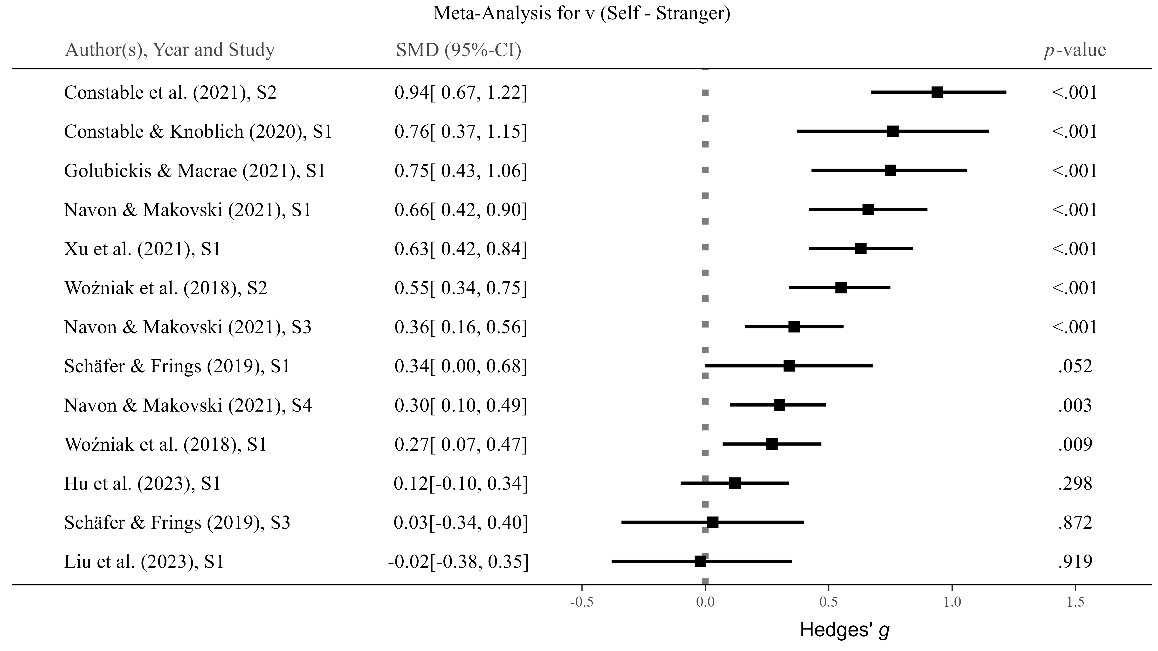 Meta-Analysis for v (Self - Stranger)
Author(s), Year and Study SMD (95%-CI) p-value
Constable et al. (2021), S2 0.94[ 0.67, 1.22] <.001
Constable & Knoblich (2020), S1 0.76[ 0.37, 1.15] <.001
Golubickis & Macrae (2021), S1 0.75[ 0.43, 1.06] <.001
Navon & Makovski (2021), S1 0.66[ 0.42, 0.90] <.001
Xu et al. (2021), S1 0.63[ 0.42, 0.84] <.001
Woźniak et al. (2018), S2 0.55[ 0.34, 0.75] <.001
Navon & Makovski (2021), S3 0.36[ 0.16, 0.56] <.001
Schäfer & Frings (2019), S1 0.34[ 0.00, 0.68] .052
Navon & Makovski (2021), S4 0.30[ 0.10, 0.49] .003
Woźniak et al. (2018), S1 0.27[ 0.07, 0.47] .009
Hu et al. (2023), S1 0.12[-0.10, 0.34] .298
Schäfer & Frings (2019), S3 0.03[-0.34, 0.40] .872
Liu et al. (2023), S1 -0.02[-0.38, 0.35] .919
-0.5 0.0 0.5 1.0 1.5
Hedges' g